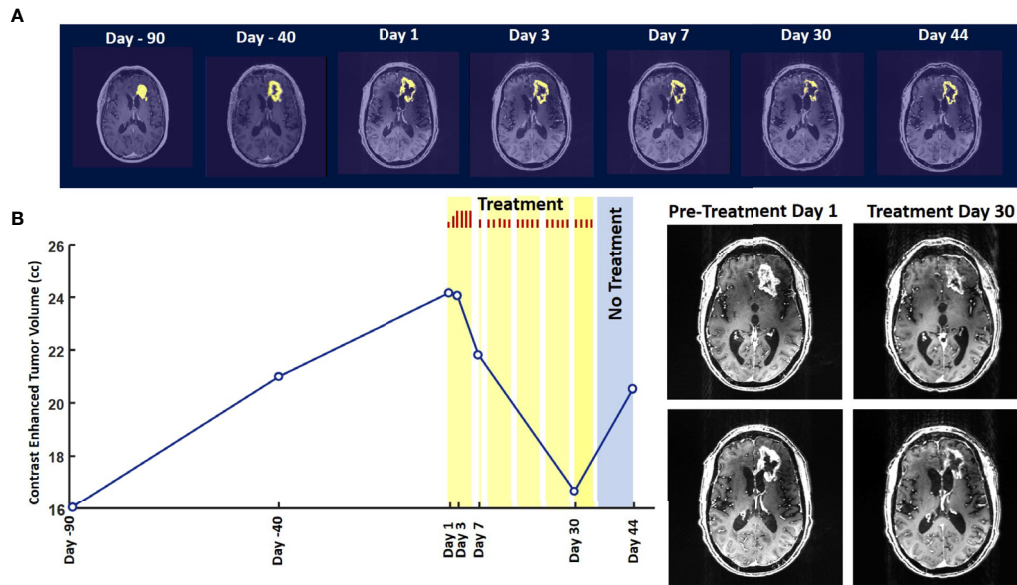 A
Day - 90
Day - 40
Day 1
Day 3
Day 7
Day 30
Day 44
B
Treatment
No Treatment
Contrast Enhanced Tumor Volume (cc)
26
24
22
20
18
16
Day -90
Day -40
Day 1
Day 3
Day 7
Day 30
Day 44
Pre-Treatment Day 1
Treatment Day 30